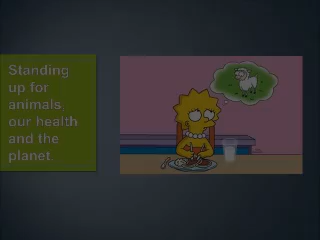 Standing
up for
animals,
our health
and the
planet.